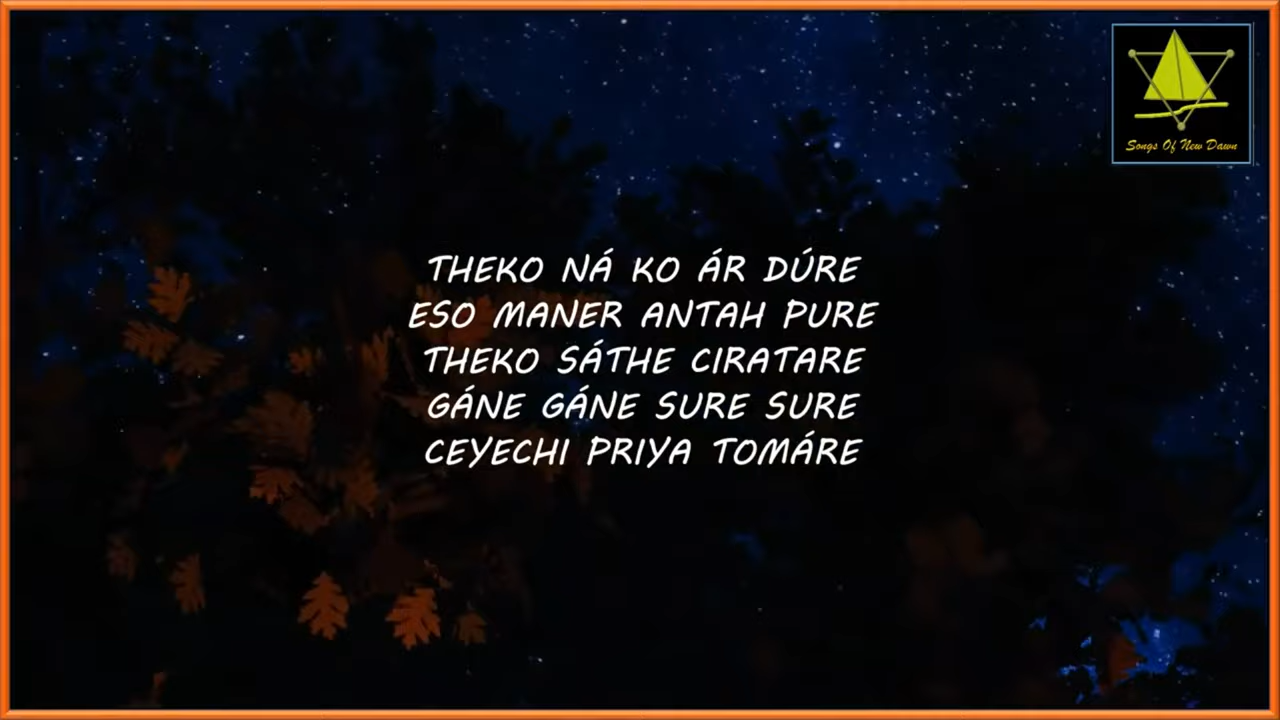 Songs Of New Dawn
THEKO NÁ KO ÁR DÚRE
ESO MANER ANTAH PURE
THEKO SÁTHE CIRATARE
GÁNE GÁNE SURE SURE
CEYECHI PRIYA TOMÁRE